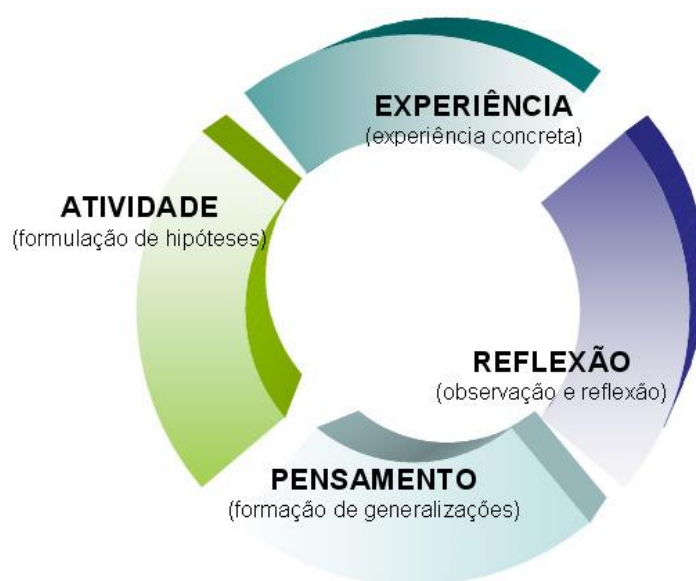 EXPERIÊNCIA
(experiência concreta)
ATIVIDADE
(formulação de hipóteses)
REFLEXÃO
(observação e reflexão)
PENSAMENTO
(formação de generalizações)